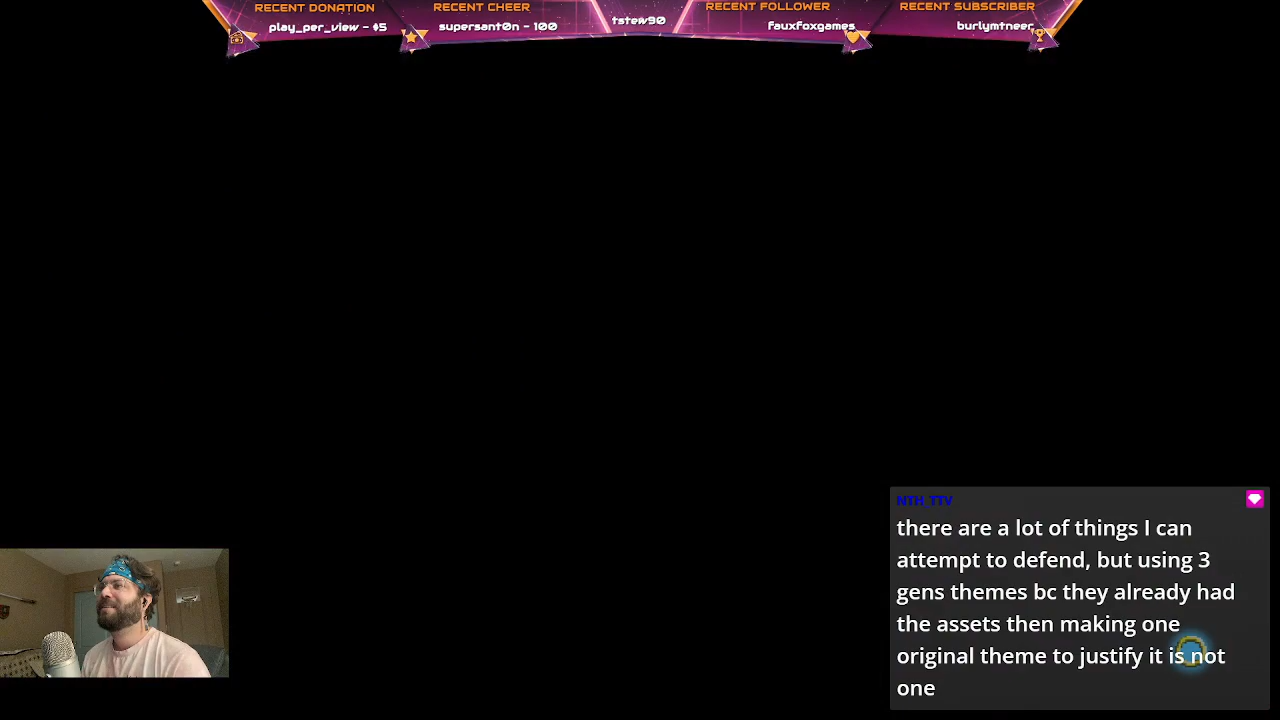 RECENT DONATION
play_per_view - $5
RECENT CHEER
supersant0n - 100
tstew90
RECENT FOLLOWER
fauxfoxgames
RECENT SUBSCRIBER
burlymtneer
NTH_TTV
there are a lot of things I can
attempt to defend, but using 3
gens themes bc they already had
the assets then making one
original theme to justify it is not
one